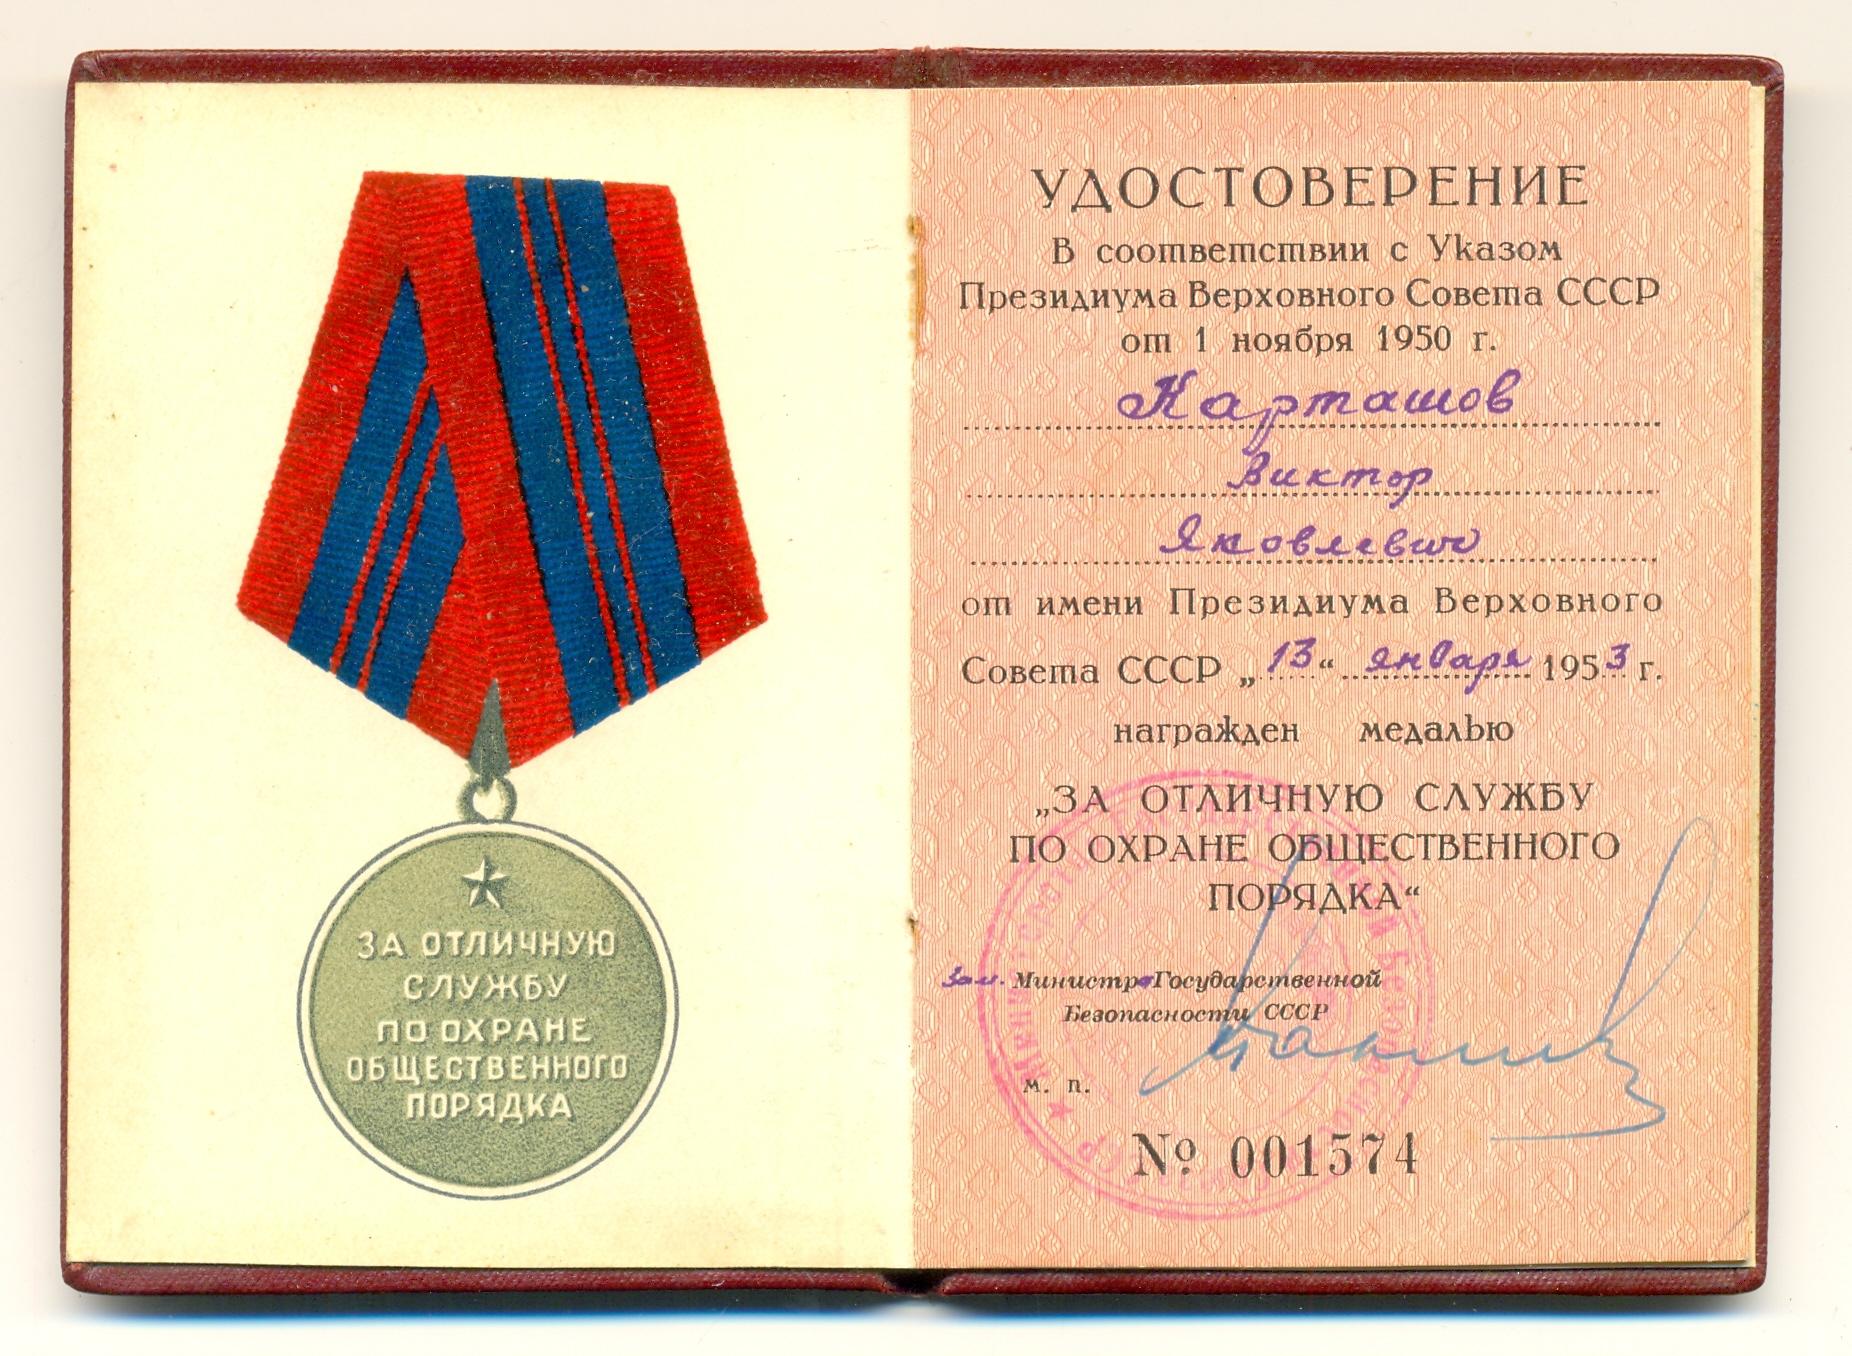 ЗА ОТЛИЧНУЮ
СЛУЖБУ
ПО ОХРАНЕ
ОБЩЕСТВЕННОГО
ПОРЯДКА
УДОСТОВЕРЕНИЕ
В соответствии с Указом
Президиума Верховного Совета СССР
от 1 ноября 1950 г.
Карташов
Виктор
Яковлевич
от имени Президиума Верховного
Совета СССР „13“ января 1953 г.
награжден медалью
„ЗА ОТЛИЧНУЮ СЛУЖБУ
ПО ОХРАНЕ ОБЩЕСТВЕННОГО
ПОРЯДКА“
Зам. Министра Государственной
Безопасности СССР
м. п.
№ 001574